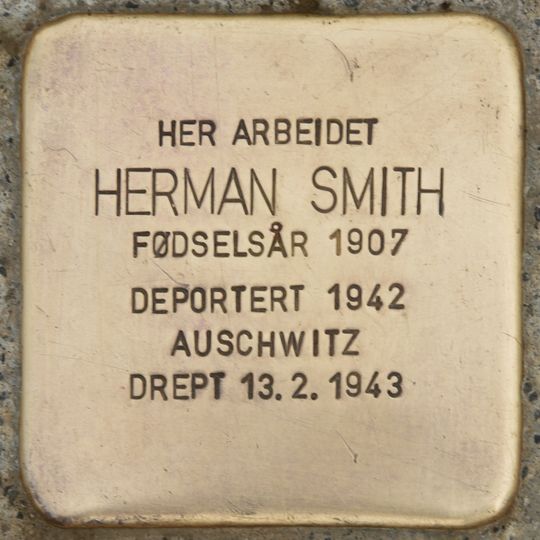 HER ARBEIDET
HERMAN SMITH
FØDSELSÅR 1907
DEPORTERT 1942
AUSCHWITZ
DREPT 13.2.1943